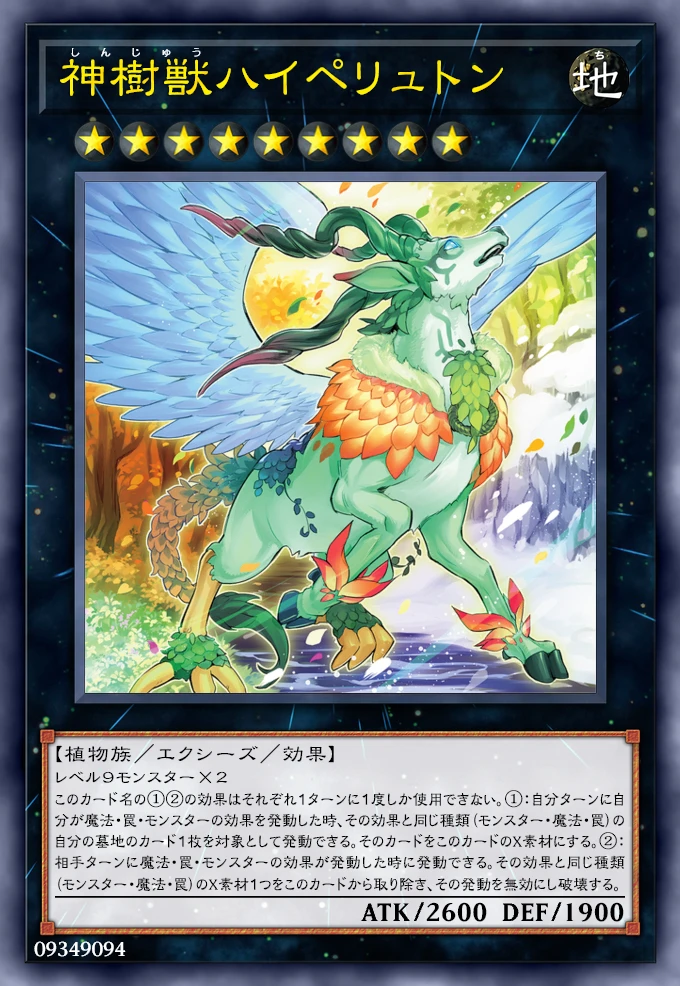 しんじゅう
神樹獣ハイペリュトン
ち
地
【植物族／エクシーズ／効果】
レベル9モンスター×2
このカード名の①②の効果はそれぞれ1ターンに1度しか使用できない。①：自分ターンに自
分が魔法・罠・モンスターの効果を発動した時、その効果と同じ種類（モンスター・魔法・罠）の
自分の墓地のカード1枚を対象として発動できる。そのカードをこのカードのX素材にする。②：
相手ターンに魔法・罠・モンスターの効果が発動した時に発動できる。その効果と同じ種類
（モンスター・魔法・罠）のX素材1つをこのカードから取り除き、その発動を無効にし破壊する。
ATK/2600 DEF/1900
09349094